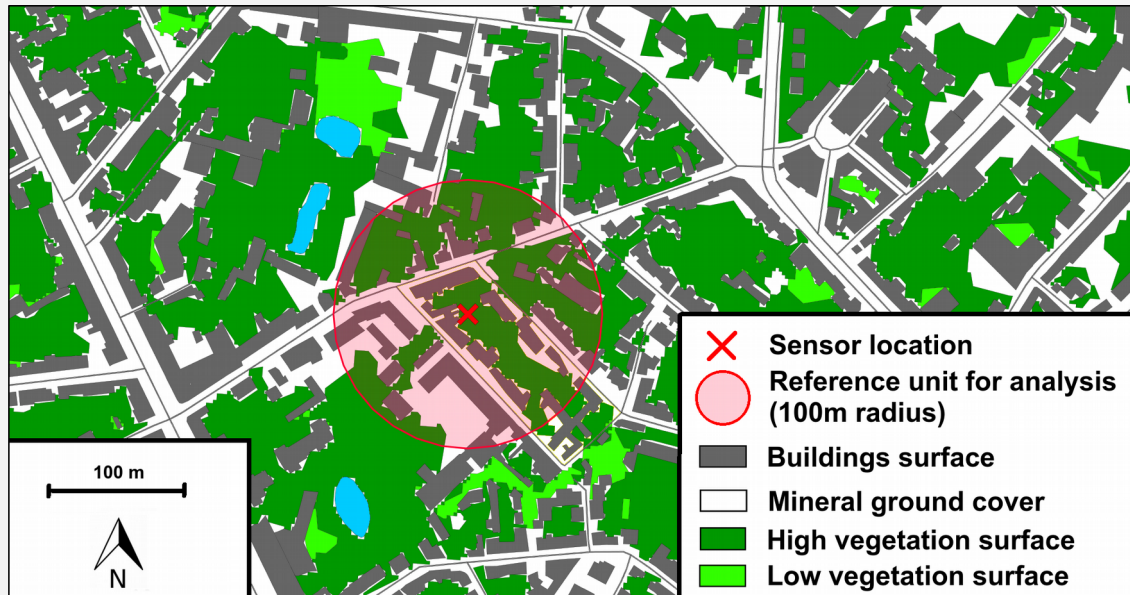 Sensor location
Reference unit for analysis
(100m radius)
Buildings surface
Mineral ground cover
High vegetation surface
Low vegetation surface
100 m
N